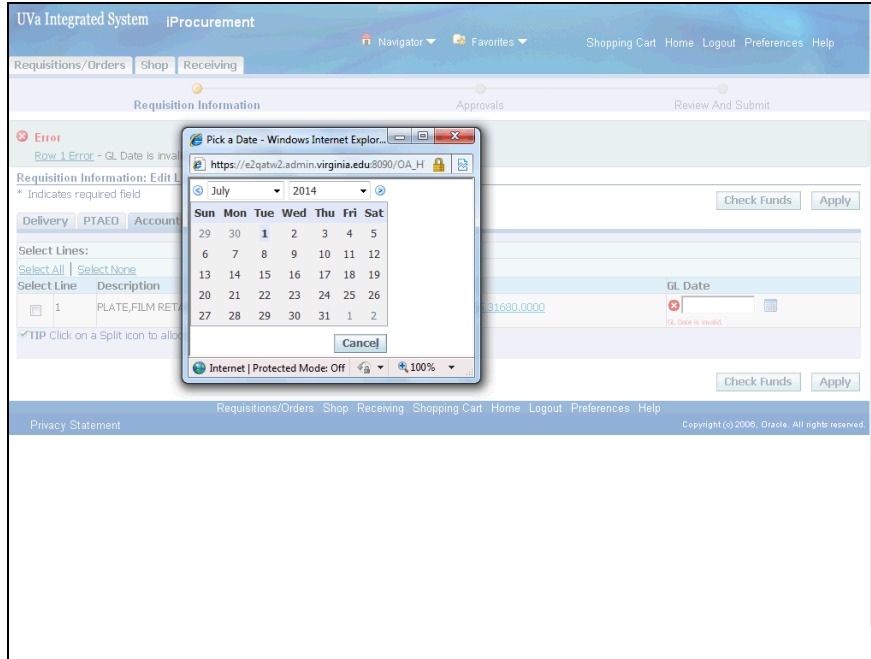 UVa Integrated System iProcurement
Navigator Favorites Shopping Cart Home Logout Preferences Help
Requisitions/Orders Shop Receiving
Requisition Information Approvals Review And Submit
Error
Row 1 Error - GL Date is inval
Requisition Information: Edit L
* Indicates required field
Check Funds Apply
Delivery PTAEO Account
Select Lines:
Select All | Select None
Select Line Description GL Date
1 PLATE,FILM RETA 31680.0000
GL Date is invalid.
TIP Click on a Split icon to alloc
Check Funds Apply
Pick a Date - Windows Internet Explor...
https://e2qatw2.admin.virginia.edu:8090/OA_H
July 2014
Sun Mon Tue Wed Thu Fri Sat
29 30 1 2 3 4 5
6 7 8 9 10 11 12
13 14 15 16 17 18 19
20 21 22 23 24 25 26
27 28 29 30 31 1 2
Cancel
Internet | Protected Mode: Off 100%
Requisitions/Orders Shop Receiving Shopping Cart Home Logout Preferences Help
Privacy Statement Copyright (c) 2006, Oracle. All rights reserved.